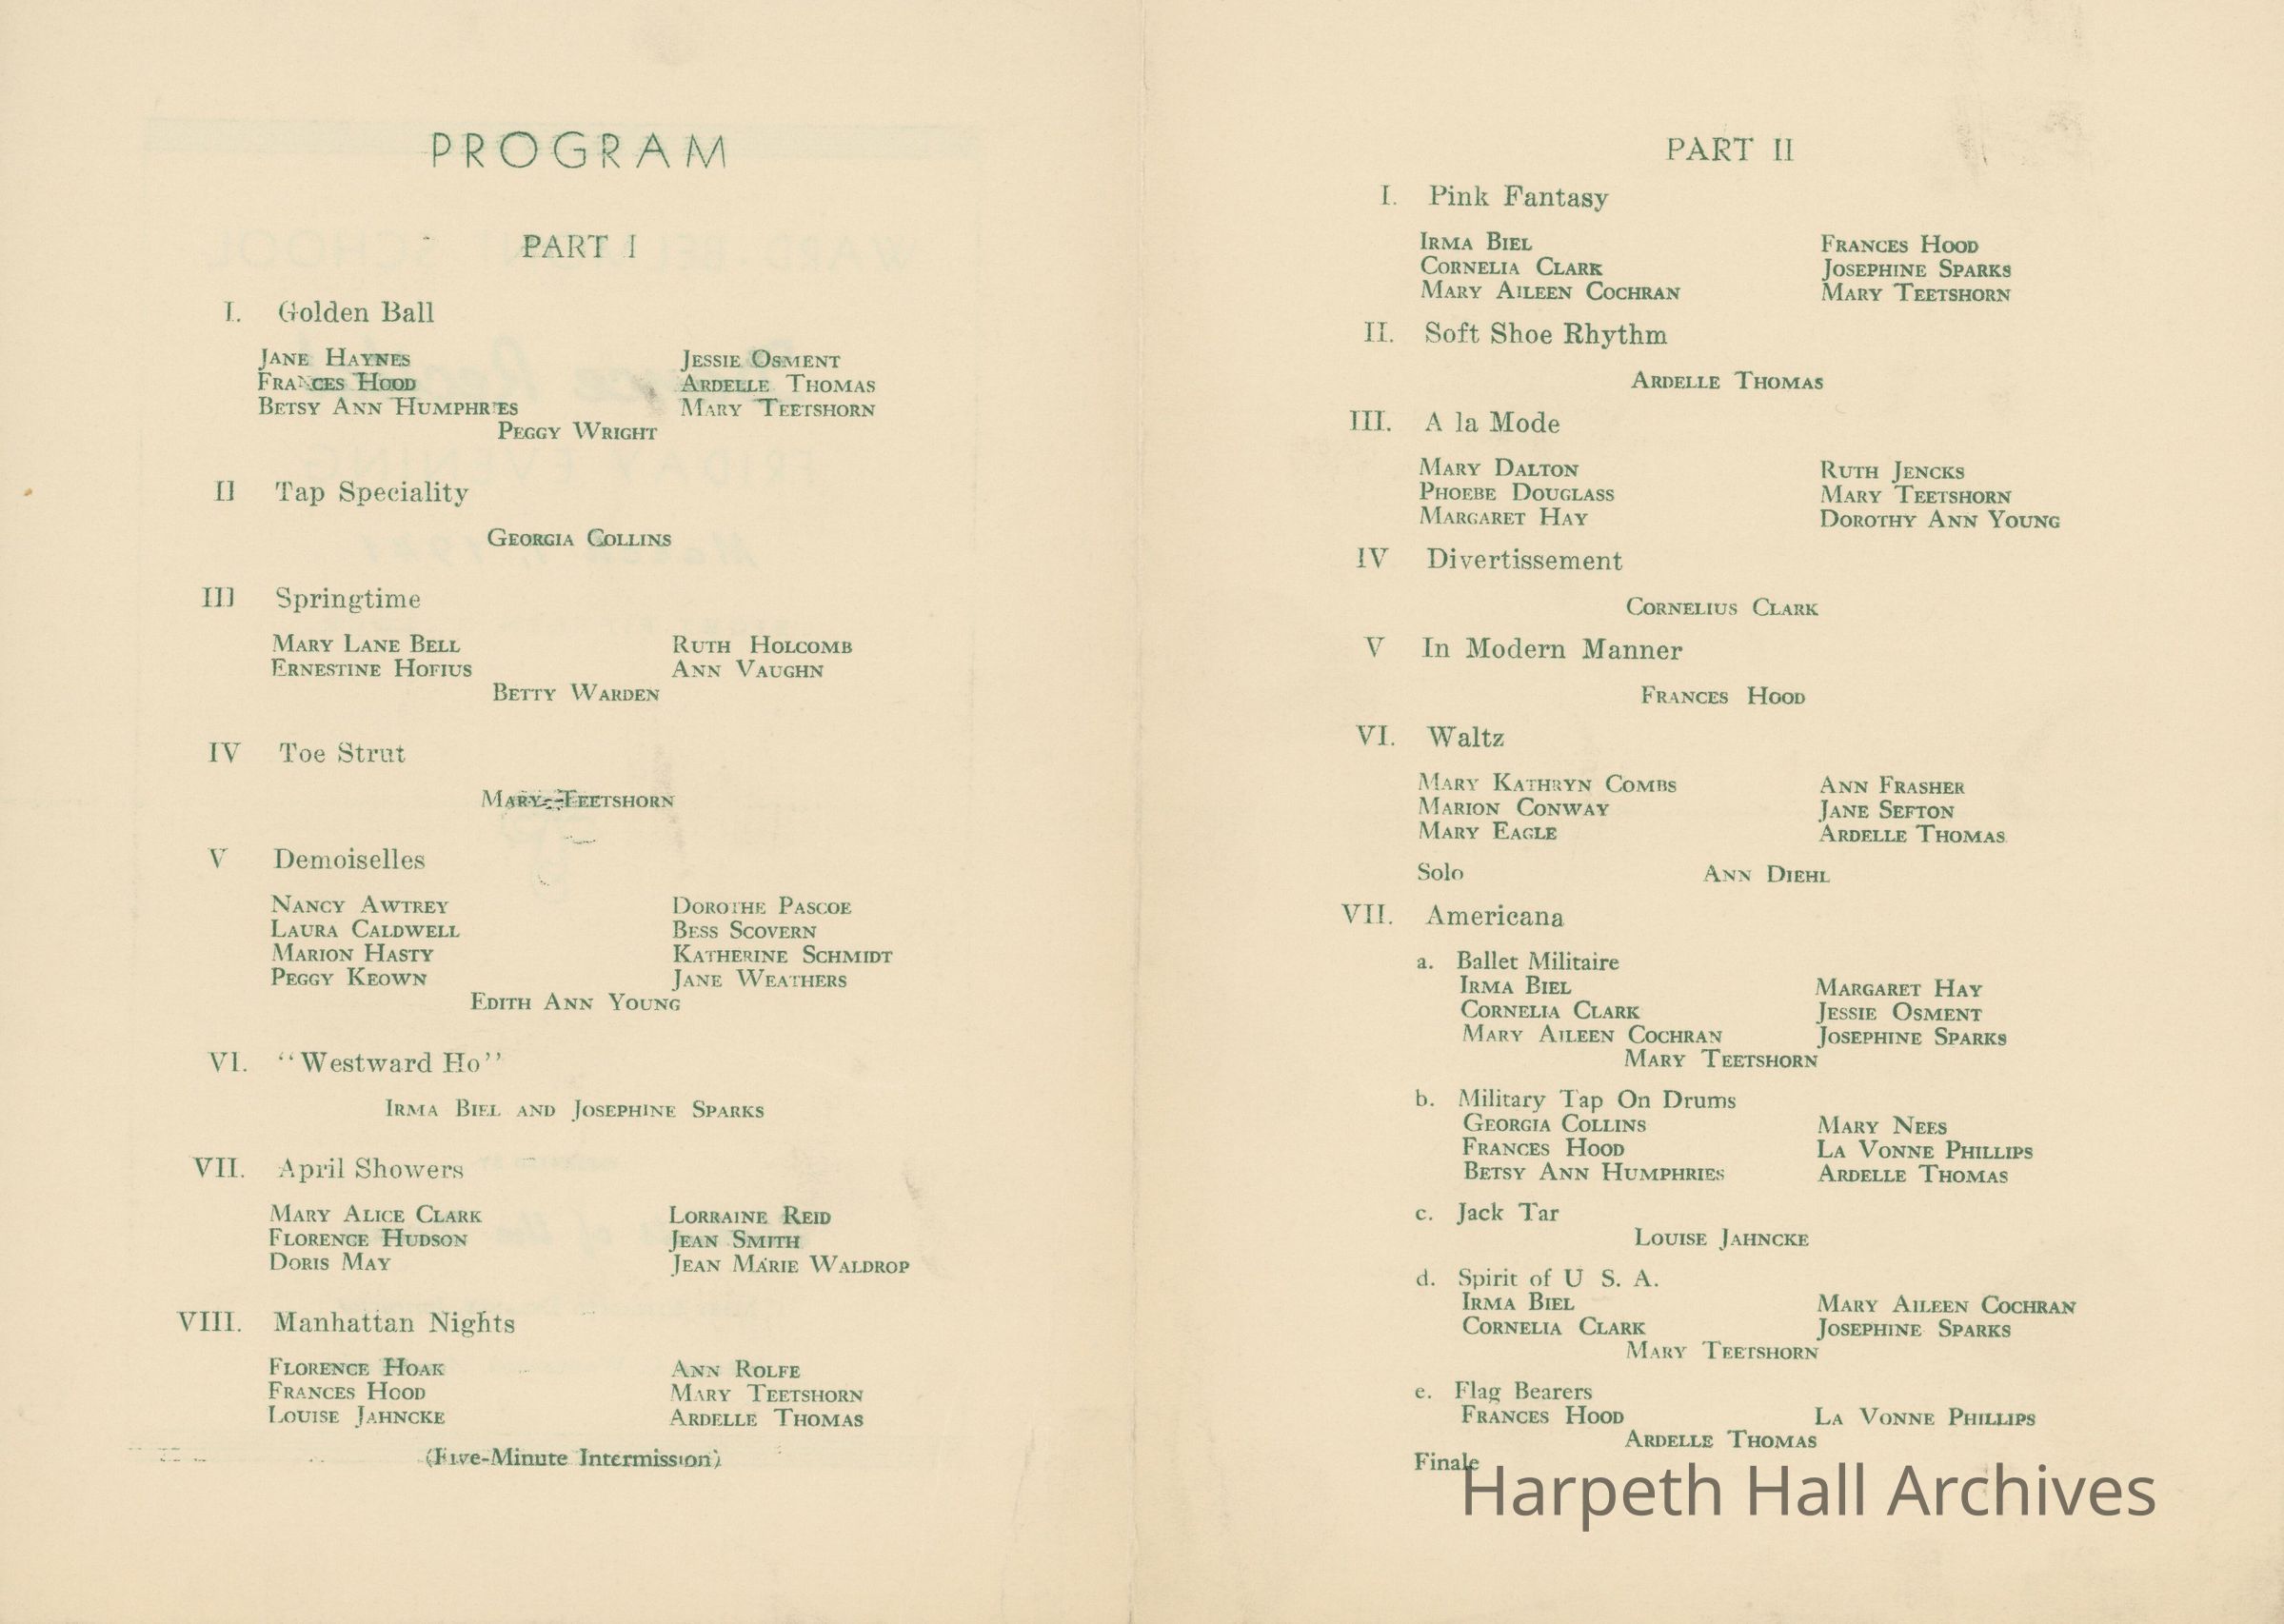 PROGRAM
PART I
I. Golden Ball
JANE HAYNES JESSIE OSMENT
FRANCES HOOD ARDELLE THOMAS
BETSY ANN HUMPHRIES MARY TEETSHORN
PEGGY WRIGHT
II Tap Speciality
GEORGIA COLLINS
III Springtime
MARY LANE BELL RUTH HOLCOMB
ERNESTINE HOFIUS ANN VAUGHN
BETTY WARDEN
IV Toe Strut
MARY TEETSHORN
V Demoiselles
NANCY AWTREY DOROTHE PASCOE
LAURA CALDWELL BESS SCOVERN
MARION HASTY KATHERINE SCHMIDT
PEGGY KEOWN JANE WEATHERS
EDITH ANN YOUNG
VI. "Westward Ho"
IRMA BIEL AND JOSEPHINE SPARKS
VII. April Showers
MARY ALICE CLARK LORRAINE REID
FLORENCE HUDSON JEAN SMITH
DORIS MAY JEAN MARIE WALDROP
VIII. Manhattan Nights
FLORENCE HOAK ANN ROLFE
FRANCES HOOD MARY TEETSHORN
LOUISE JAHNCKE ARDELLE THOMAS
(Five-Minute Intermission)
PART II
I. Pink Fantasy
IRMA BIEL FRANCES HOOD
CORNELIA CLARK JOSEPHINE SPARKS
MARY AILEEN COCHRAN MARY TEETSHORN
II. Soft Shoe Rhythm
ARDELLE THOMAS
III. A la Mode
MARY DALTON RUTH JENCKS
PHOEBE DOUGLASS MARY TEETSHORN
MARGARET HAY DOROTHY ANN YOUNG
IV Divertissement
CORNELIUS CLARK
V In Modern Manner
FRANCES HOOD
VI. Waltz
MARY KATHRYN COMBS ANN FRASHER
MARION CONWAY JANE SEFTON
MARY EAGLE ARDELLE THOMAS
Solo ANN DIEHL
VII. Americana
a. Ballet Militaire
IRMA BIEL MARGARET HAY
CORNELIA CLARK JESSIE OSMENT
MARY AILEEN COCHRAN JOSEPHINE SPARKS
MARY TEETSHORN
b. Military Tap On Drums
GEORGIA COLLINS MARY NEES
FRANCES HOOD LA VONNE PHILLIPS
BETSY ANN HUMPHRIES ARDELLE THOMAS
c. Jack Tar
LOUISE JAHNCKE
d. Spirit of U S. A.
IRMA BIEL MARY AILEEN COCHRAN
CORNELIA CLARK JOSEPHINE SPARKS
MARY TEETSHORN
e. Flag Bearers
FRANCES HOOD LA VONNE PHILLIPS
ARDELLE THOMAS
Finale
Harpeth Hall Archives